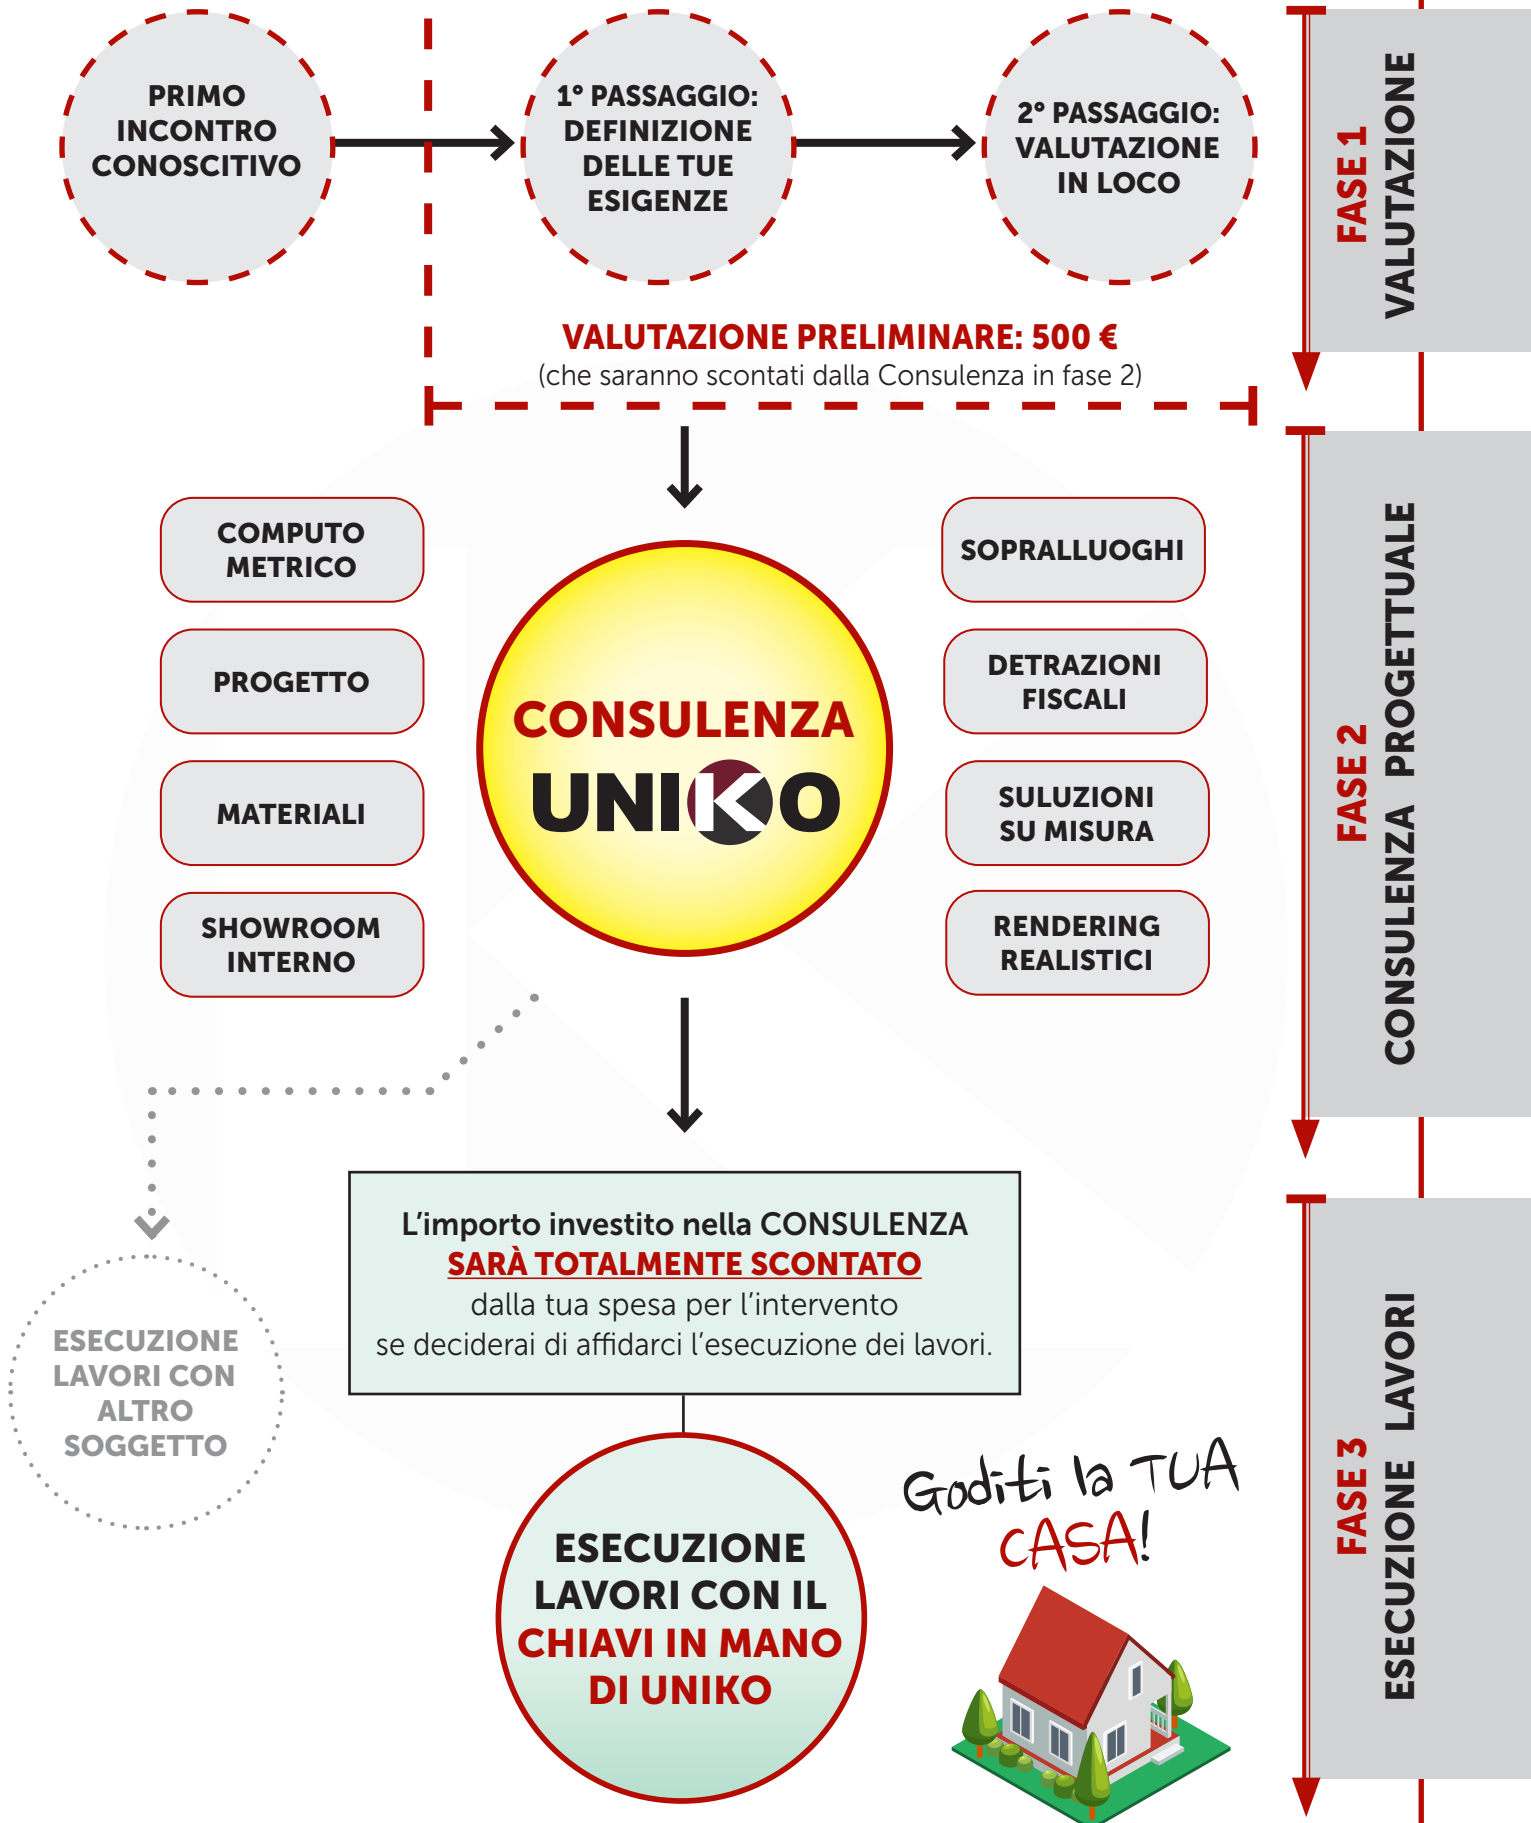 PRIMO
INCONTRO
CONOSCITIVO
1° PASSAGGIO:
DEFINIZIONE
DELLE TUE
ESIGENZE
2° PASSAGGIO:
VALUTAZIONE
IN LOCO
VALUTAZIONE PRELIMINARE: 500 €
(che saranno scontati dalla Consulenza in fase 2)
FASE 1
VALUTAZIONE
COMPUTO
METRICO
PROGETTO
MATERIALI
SHOWROOM
INTERNO
CONSULENZA
UNIKO
SOPRALLUOGHI
DETRAZIONI
FISCALI
SULUZIONI
SU MISURA
RENDERING
REALISTICI
FASE 2
CONSULENZA PROGETTUALE
L'importo investito nella CONSULENZA
SARÀ TOTALMENTE SCONTATO
dalla tua spesa per l'intervento
se deciderai di affidarci l'esecuzione dei lavori.
ESECUZIONE
LAVORI CON
ALTRO
SOGGETTO
ESECUZIONE
LAVORI CON IL
CHIAVI IN MANO
DI UNIKO
Goditi la TUA
CASA!
FASE 3
ESECUZIONE LAVORI